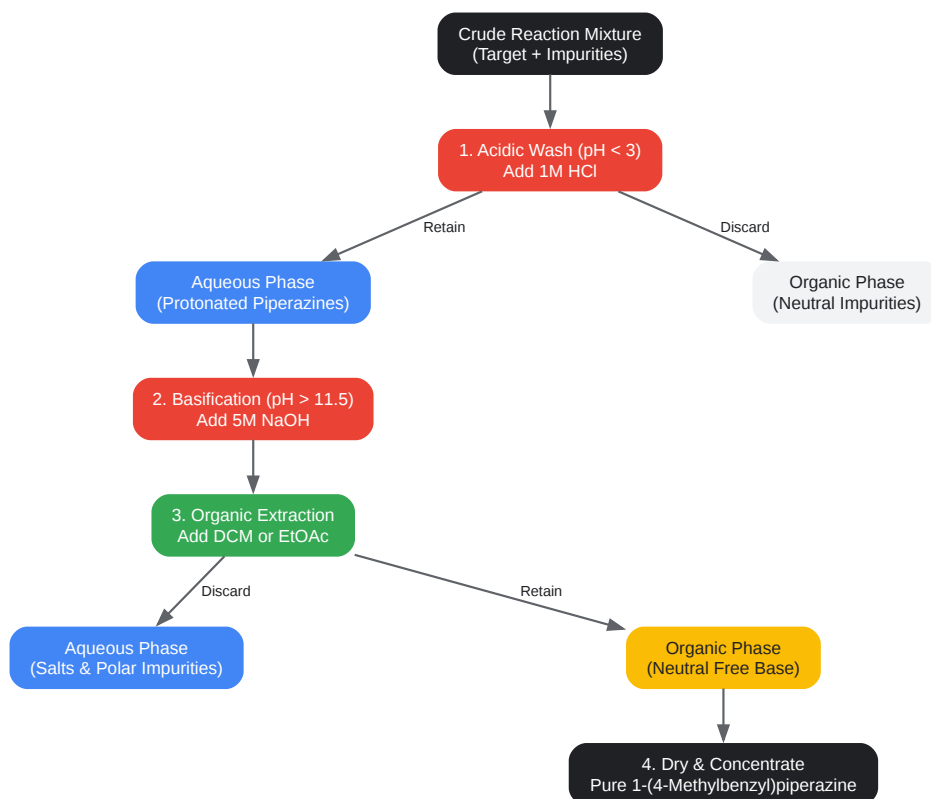 Crude Reaction Mixture
(Target + Impurities)
1. Acidic Wash (pH < 3)
Add 1M HCl
Retain
Discard
Aqueous Phase
(Protonated Piperazines)
Organic Phase
(Neutral Impurities)
2. Basification (pH > 11.5)
Add 5M NaOH
3. Organic Extraction
Add DCM or EtOAc
Discard
Retain
Aqueous Phase
(Salts & Polar Impurities)
Organic Phase
(Neutral Free Base)
4. Dry & Concentrate
Pure 1-(4-Methylbenzyl)piperazine